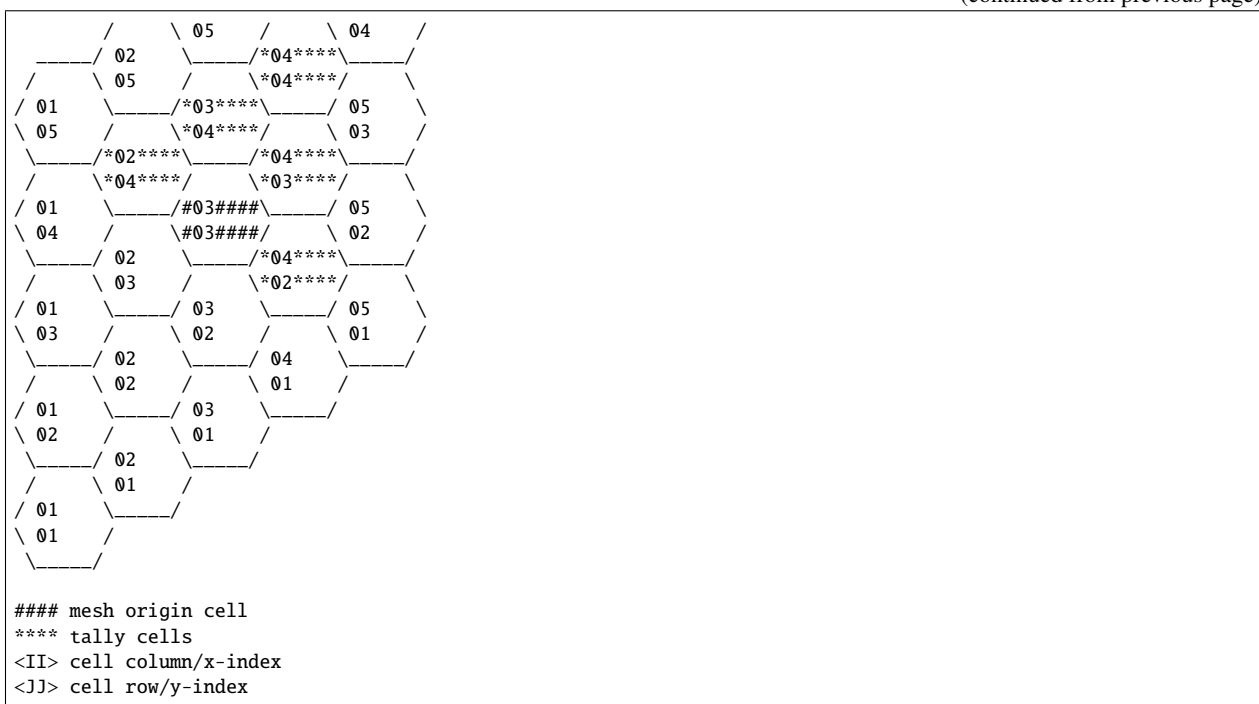 (continued from previous page)
        /     \ 05    /     \ 04    /
  _____/ 02    \_____/*04****\_____/
 /     \ 05    /     \*04****/     \
/ 01    \_____/*03****\_____/ 05    \
\ 05    /     \*04****/     \ 03    /
 \_____/*02****\_____/*04****\_____/
 /     \*04****/     \*03****/     \
/ 01    \_____/#03####\_____/ 05    \
\ 04    /     \#03####/     \ 02    /
 \_____/ 02    \_____/*04****\_____/
 /     \ 03    /     \*02****/     \
/ 01    \_____/ 03    \_____/ 05    \
\ 03    /     \ 02    /     \ 01    /
 \_____/ 02    \_____/ 04    \_____/
 /     \ 02    /     \ 01    /
/ 01    \_____/ 03    \_____/
\ 02    /     \ 01    /
 \_____/ 02    \_____/
 /     \ 01    /
/ 01    \_____/
\ 01    /
 \_____/
#### mesh origin cell
**** tally cells
<II> cell column/x-index
<JJ> cell row/y-index